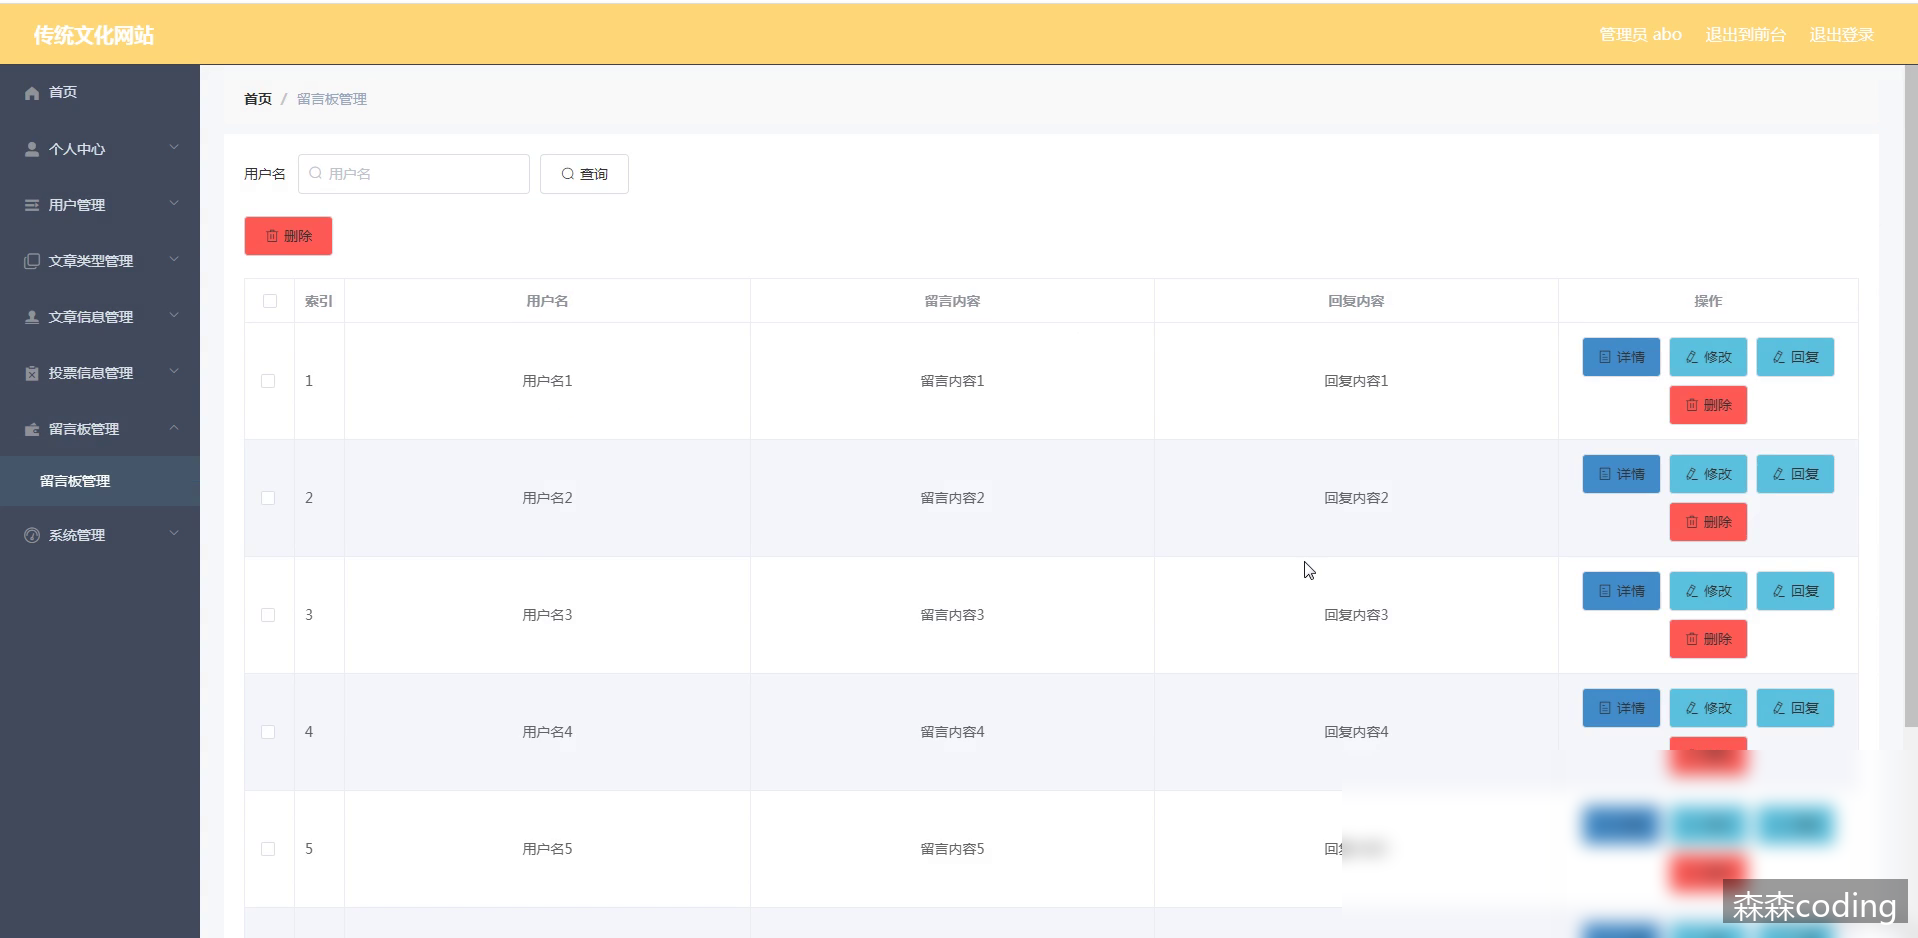 传统文化网站
管理员 abo 退出到前台 退出登录
首页
个人中心
用户管理
文章类型管理
文章信息管理
投票信息管理
留言板管理
留言板管理
系统管理
首页 / 留言板管理
用户名 用户名 查询
删除
索引 用户名 留言内容 回复内容 操作
1 用户名1 留言内容1 回复内容1 详情 修改 回复
删除
2 用户名2 留言内容2 回复内容2 详情 修改 回复
删除
3 用户名3 留言内容3 回复内容3 详情 修改 回复
删除
4 用户名4 留言内容4 回复内容4 详情 修改 回复
5 用户名5 留言内容5 回
森森coding